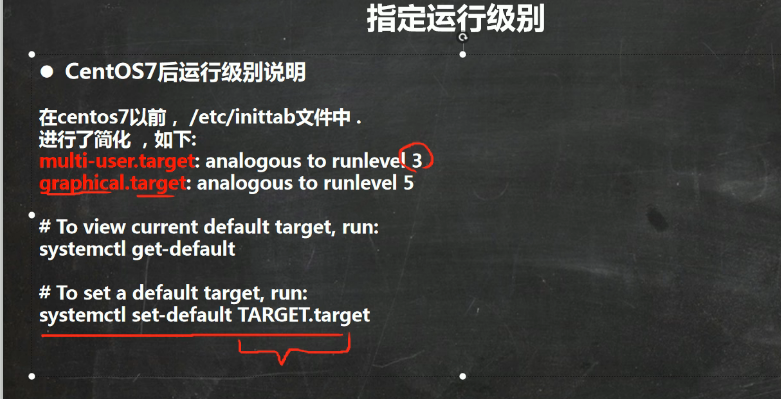 指定运行级别
● CentOS7后运行级别说明
在centos7以前， /etc/inittab文件中 .
进行了简化 ，如下:
multi-user.target: analogous to runlevel 3
graphical.target: analogous to runlevel 5
# To view current default target, run:
systemctl get-default
# To set a default target, run:
systemctl set-default TARGET.target